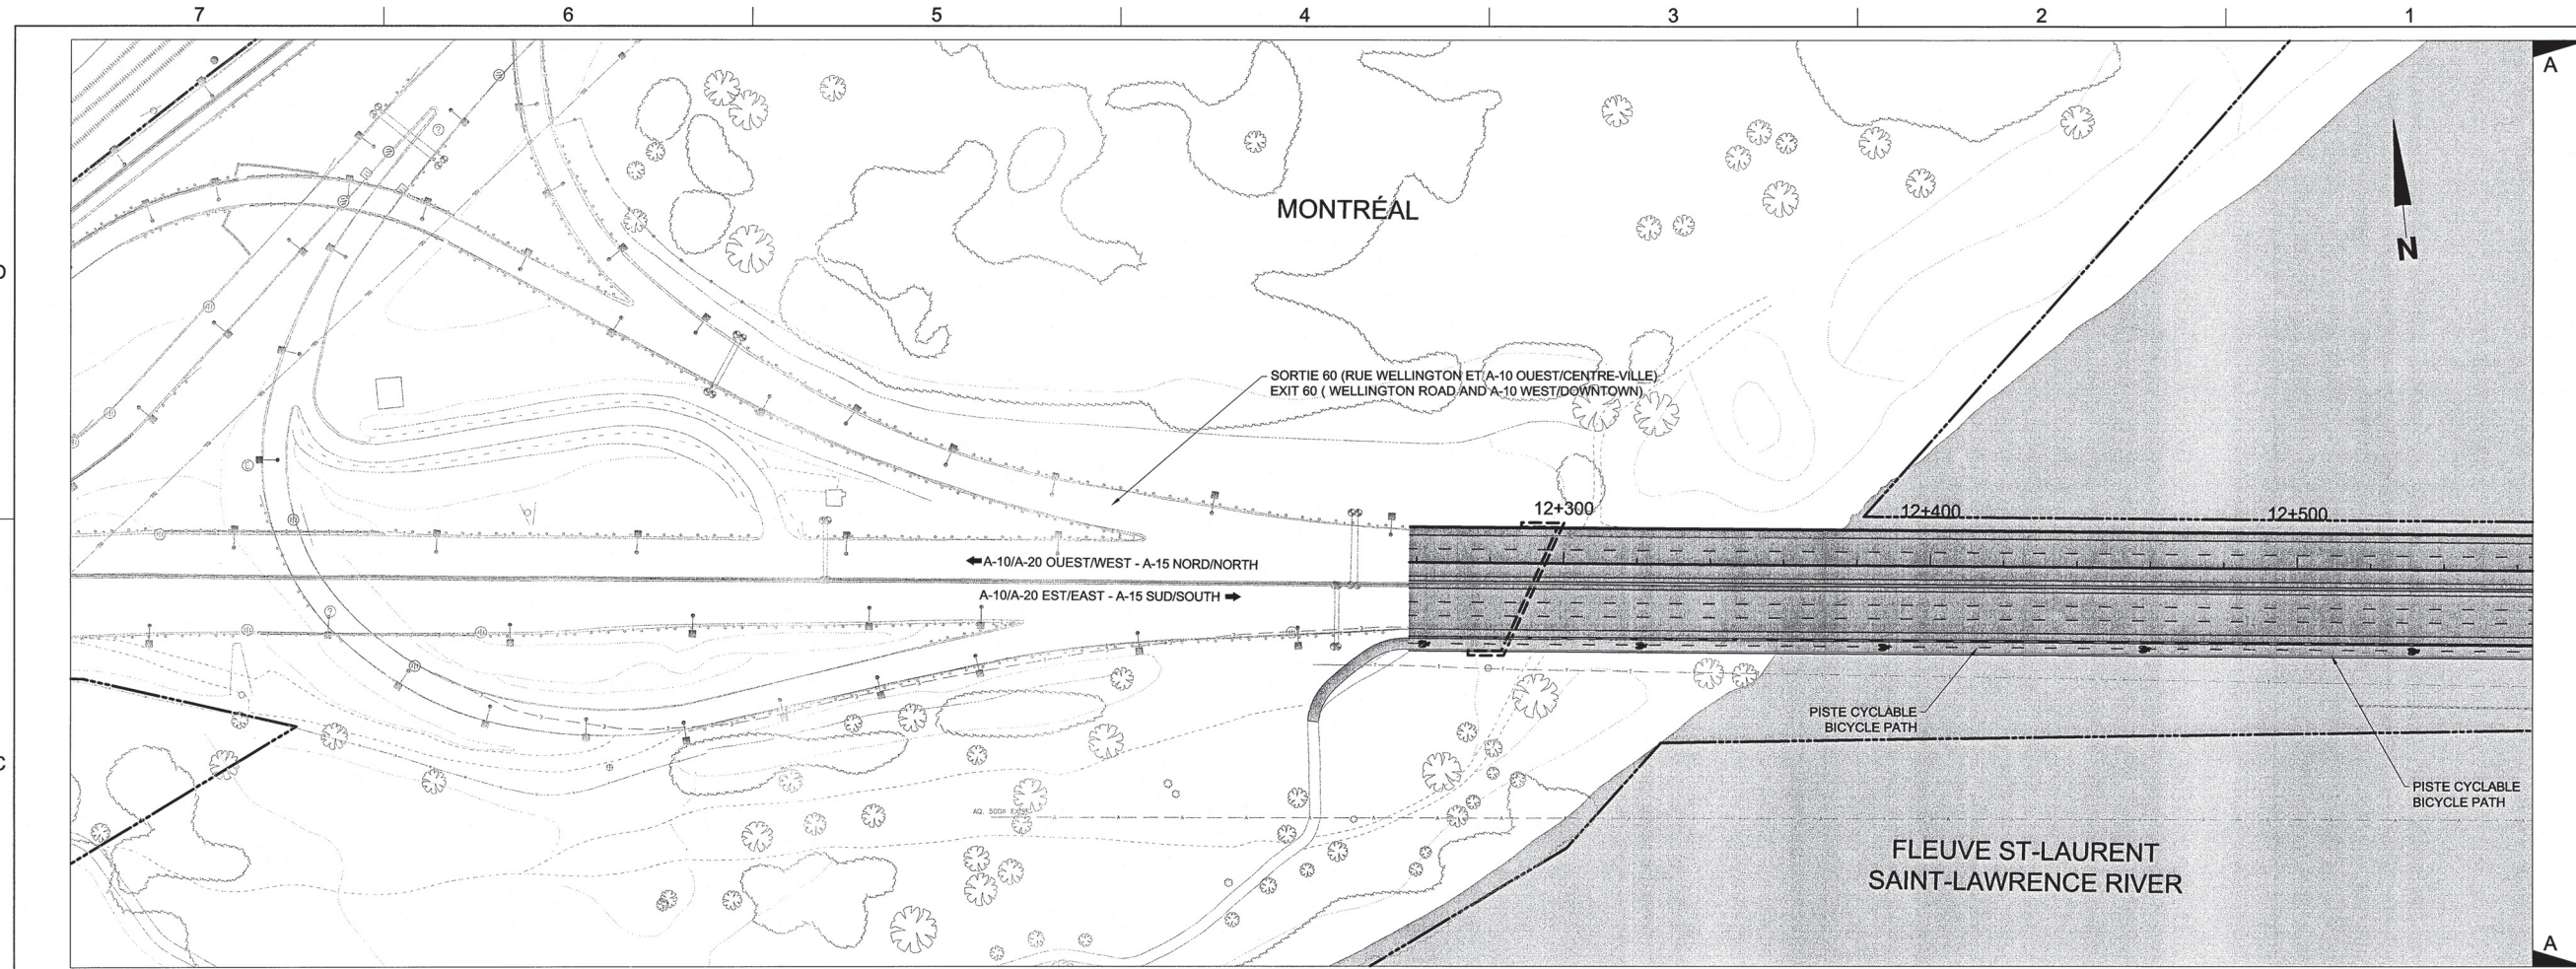 7 6 5 4 3 2 1
A
D
MONTRÉAL
N
SORTIE 60 (RUE WELLINGTON ET A-10 OUEST/CENTRE-VILLE)
EXIT 60 ( WELLINGTON ROAD AND A-10 WEST/DOWNTOWN)
12+300
12+400
12+500
A-10/A-20 OUEST/WEST - A-15 NORD/NORTH
A-10/A-20 EST/EAST - A-15 SUD/SOUTH
PISTE CYCLABLE
BICYCLE PATH
C
PISTE CYCLABLE
BICYCLE PATH
FLEUVE ST-LAURENT
SAINT-LAWRENCE RIVER
A